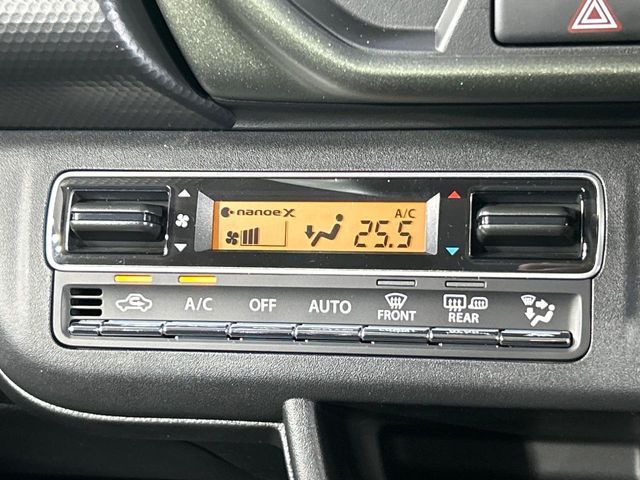 nanoeX
A/C
25.5
A/C OFF AUTO FRONT REAR